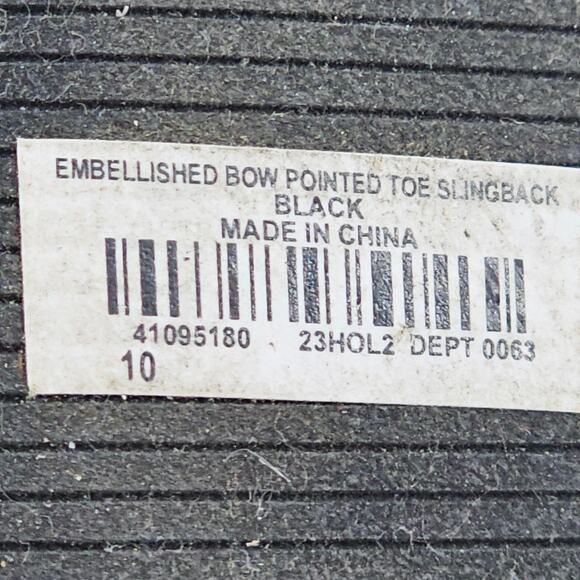 EMBELLISHED BOW POINTED TOE SLINGBACK
BLACK
MADE IN CHINA
41095180 23HOL2 DEPT 0063
10